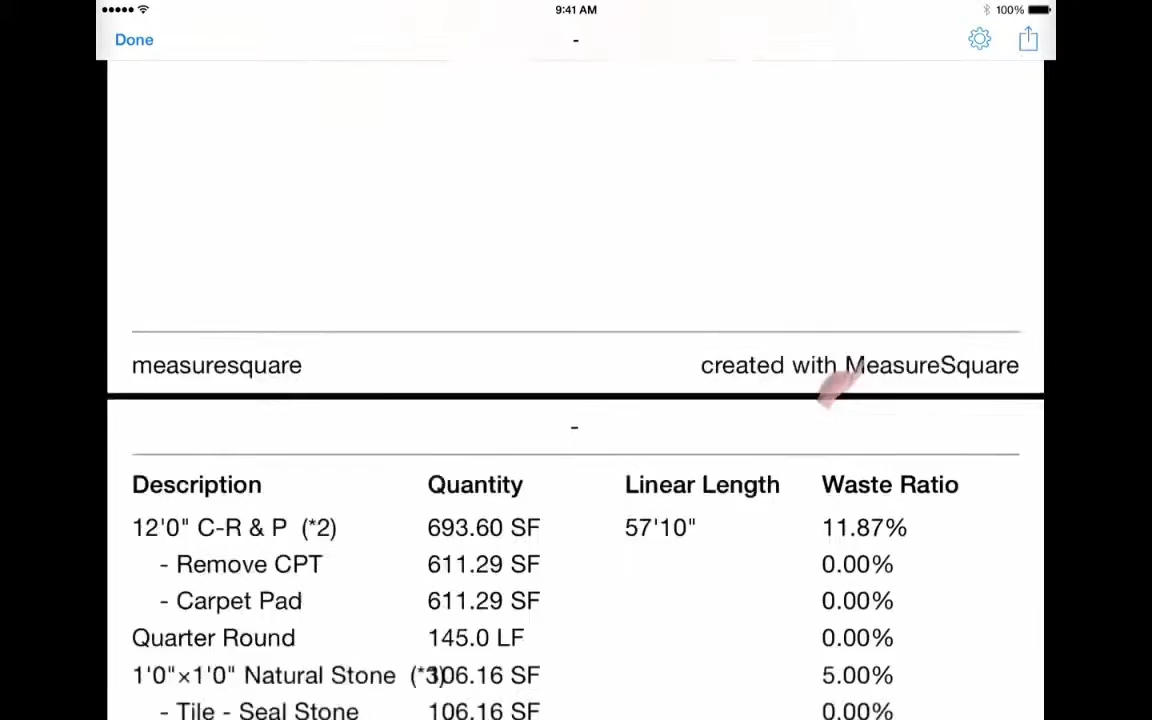 9:41 AM
100%
Done
-
measuresquare
created with MeasureSquare
-
Description Quantity Linear Length Waste Ratio
12'0" C-R & P (*2) 693.60 SF 57'10" 11.87%
- Remove CPT 611.29 SF 0.00%
- Carpet Pad 611.29 SF 0.00%
Quarter Round 145.0 LF 0.00%
1'0"×1'0" Natural Stone (*3) 106.16 SF 5.00%
- Tile - Seal Stone 106.16 SF 0.00%